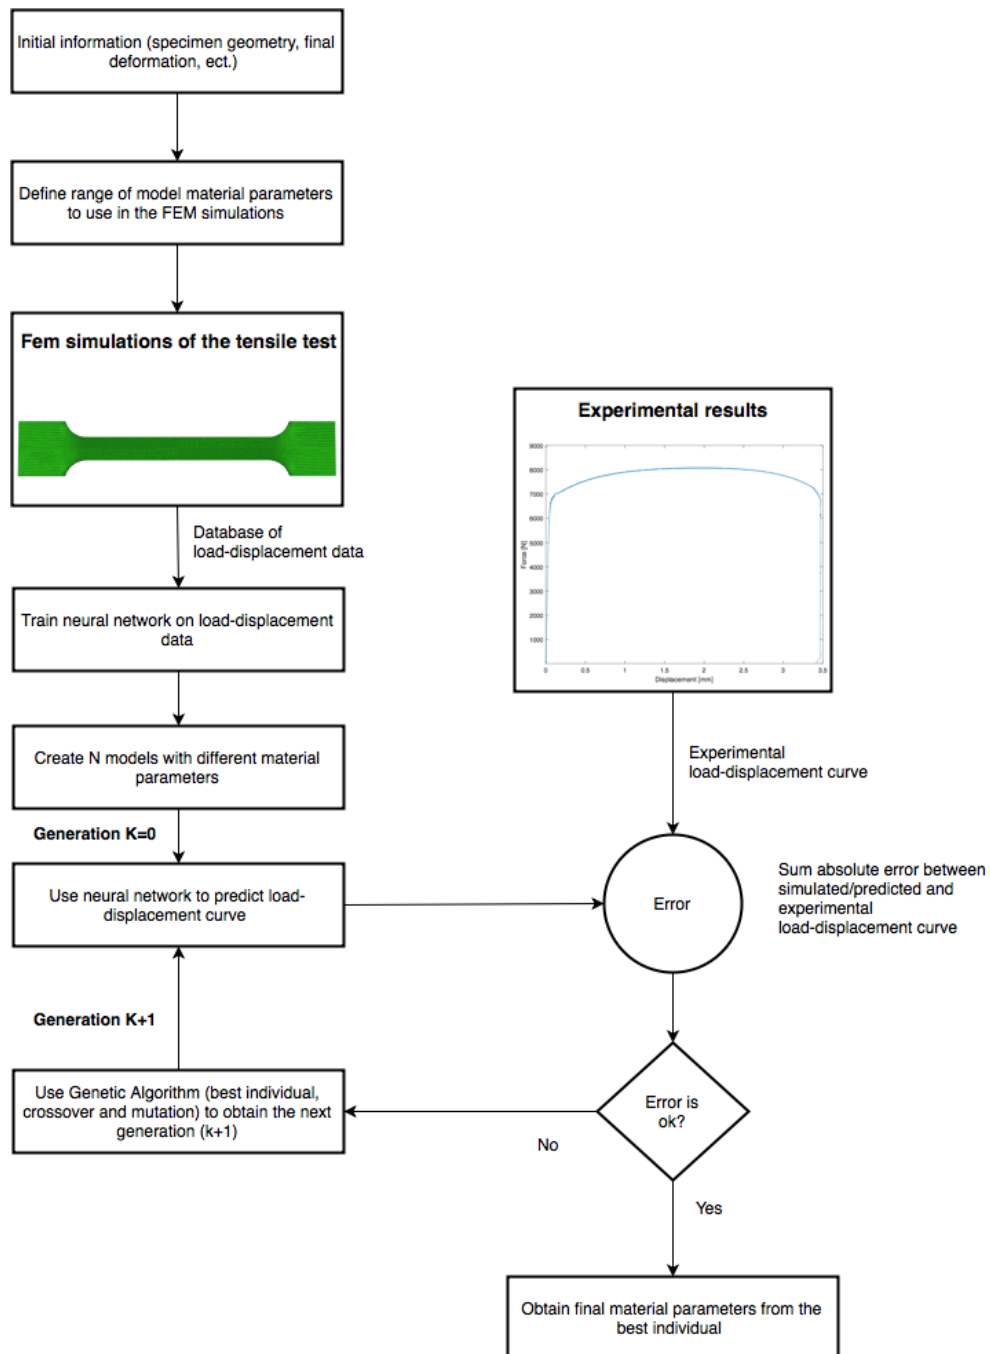 Initial information (specimen geometry, final
deformation, ect.)
Define range of model material parameters
to use in the FEM simulations
Fem simulations of the tensile test
Database of
load-displacement data
Train neural network on load-displacement
data
Create N models with different material
parameters
Generation K=0
Use neural network to predict load-
displacement curve
Generation K+1
Use Genetic Algorithm (best individual,
crossover and mutation) to obtain the next
generation (k+1)
Experimental results
9000
8000
7000
6000
5000
4000
3000
2000
1000
Force [N]
0
0.5
1
1.5
2
2.5
3
3.5
Displacement [mm]
Experimental
load-displacement curve
Error
Sum absolute error between
simulated/predicted and
experimental
load-displacement curve
Error is
ok?
No
Yes
Obtain final material parameters from the
best individual